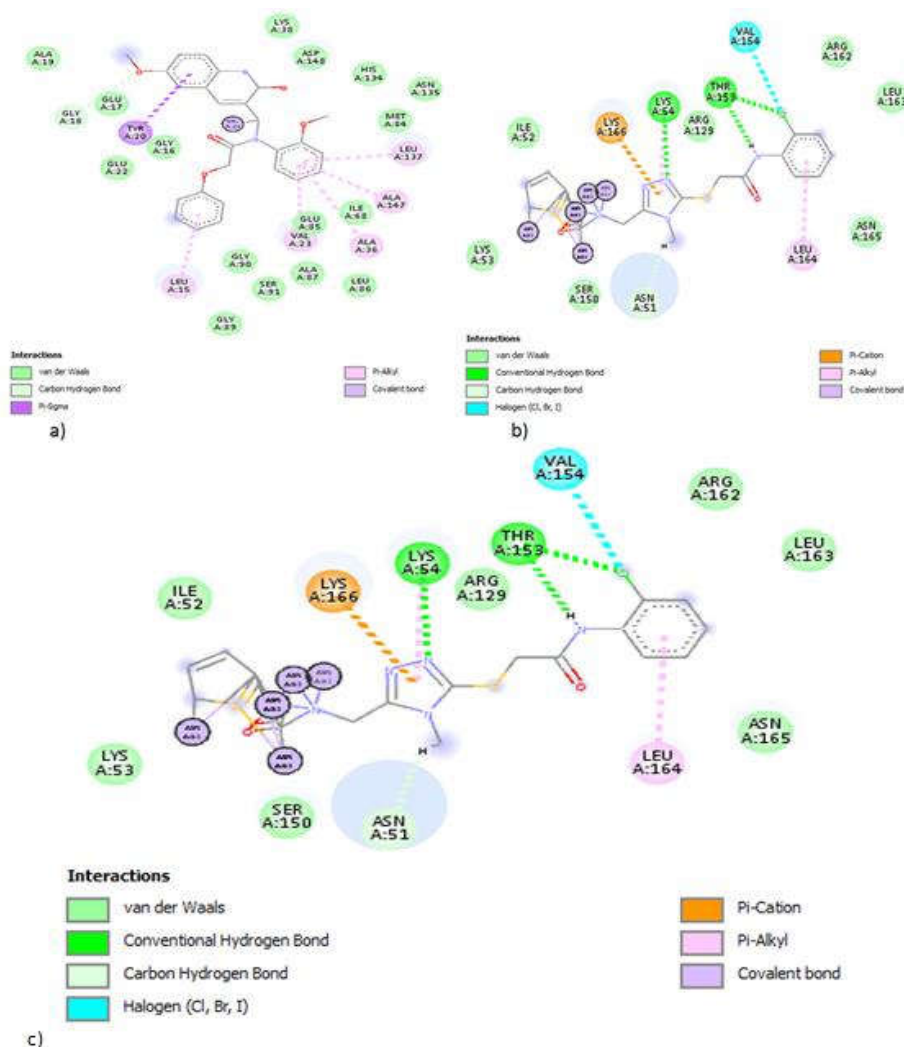 LYS
A:38
ALA
A:19
ASP
A:148
HIS
A:134
ASN
A:135
GLU
A:17
GLY
A:18
MET
A:84
TYR
A:20
GLY
A:16
LEU
A:137
GLU
A:22
ALA
A:147
ILE
A:68
GLU
A:85
VAL
A:23
ALA
A:36
GLY
A:90
ALA
A:87
SER
A:91
LEU
A:86
LEU
A:15
GLY
A:89
Interactions
van der Waals
Carbon Hydrogen Bond
Pi-Sigma
Pi-Alkyl
Covalent bond
a)
VAL
A:154
ARG
A:162
THR
A:153
LYS
A:54
LEU
A:163
LYS
A:166
ARG
A:129
ILE
A:52
H
LYS
A:53
ASN
A:165
LEU
A:164
H
SER
A:150
ASN
A:51
Interactions
van der Waals
Conventional Hydrogen Bond
Carbon Hydrogen Bond
Halogen (Cl, Br, I)
Pi-Cation
Pi-Alkyl
Covalent bond
b)
VAL
A:154
ARG
A:162
THR
A:153
LEU
A:163
LYS
A:54
LYS
A:166
ARG
A:129
ILE
A:52
H
N
N
N
S
O
N
H
LYS
A:53
ASN
A:165
LEU
A:164
SER
A:150
ASN
A:51
Interactions
van der Waals
Conventional Hydrogen Bond
Carbon Hydrogen Bond
Halogen (Cl, Br, I)
Pi-Cation
Pi-Alkyl
Covalent bond
c)